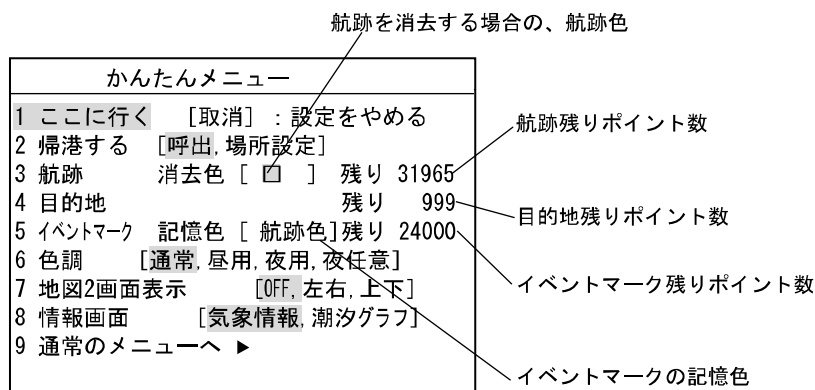 航跡を消去する場合の、航跡色
かんたんメニュー
1 ここに行く [取消] ：設定をやめる
2 帰港する [呼出,場所設定]
3 航跡 消去色 [ □ ] 残り 31965
4 目的地 残り 999
5 イベントマーク 記憶色 [ 航跡色]残り 24000
6 色調 [通常,昼用,夜用,夜任意]
7 地図2画面表示 [OFF,左右,上下]
8 情報画面 [気象情報,潮汐グラフ]
9 通常のメニューへ ▶
航跡残りポイント数
目的地残りポイント数
イベントマーク残りポイント数
イベントマークの記憶色